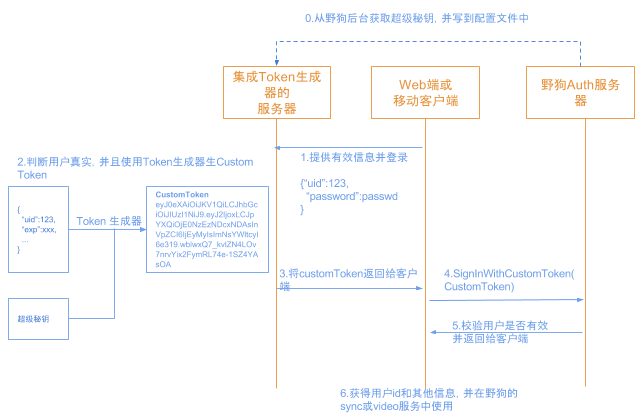 0.从野狗后台获取超级秘钥, 并写到配置文件中
集成Token生成
器的
服务器
Web端或
移动客户端
野狗Auth服务
器
1.提供有效信息并登录
{“uid”:123,
“password”:passwd
}
2.判断用户真实, 并且使用Token生成器生Custom
Token
{
“uid”:123,
“exp”:xxx,
...
}
Token 生成器
CustomToken
超级秘钥
3.将customToken返回给客户
端
4.SignInWithCustomToken(
CustomToken)
5.校验用户是否有效
并返回给客户端
6.获得用户id和其他信息, 并在野狗的
sync或video服务中使用